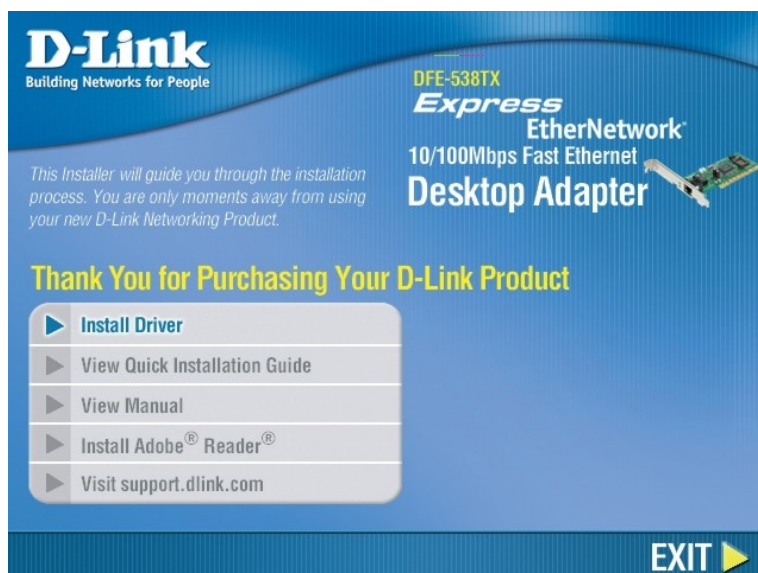 D-Link
Building Networks for People
DFE-538TX
Express
EtherNetwork
10/100Mbps Fast Ethernet
Desktop Adapter
This Installer will guide you through the installation
process. You are only moments away from using
your new D-Link Networking Product.
Thank You for Purchasing Your D-Link Product
Install Driver
View Quick Installation Guide
View Manual
Install Adobe® Reader®
Visit support.dlink.com
EXIT